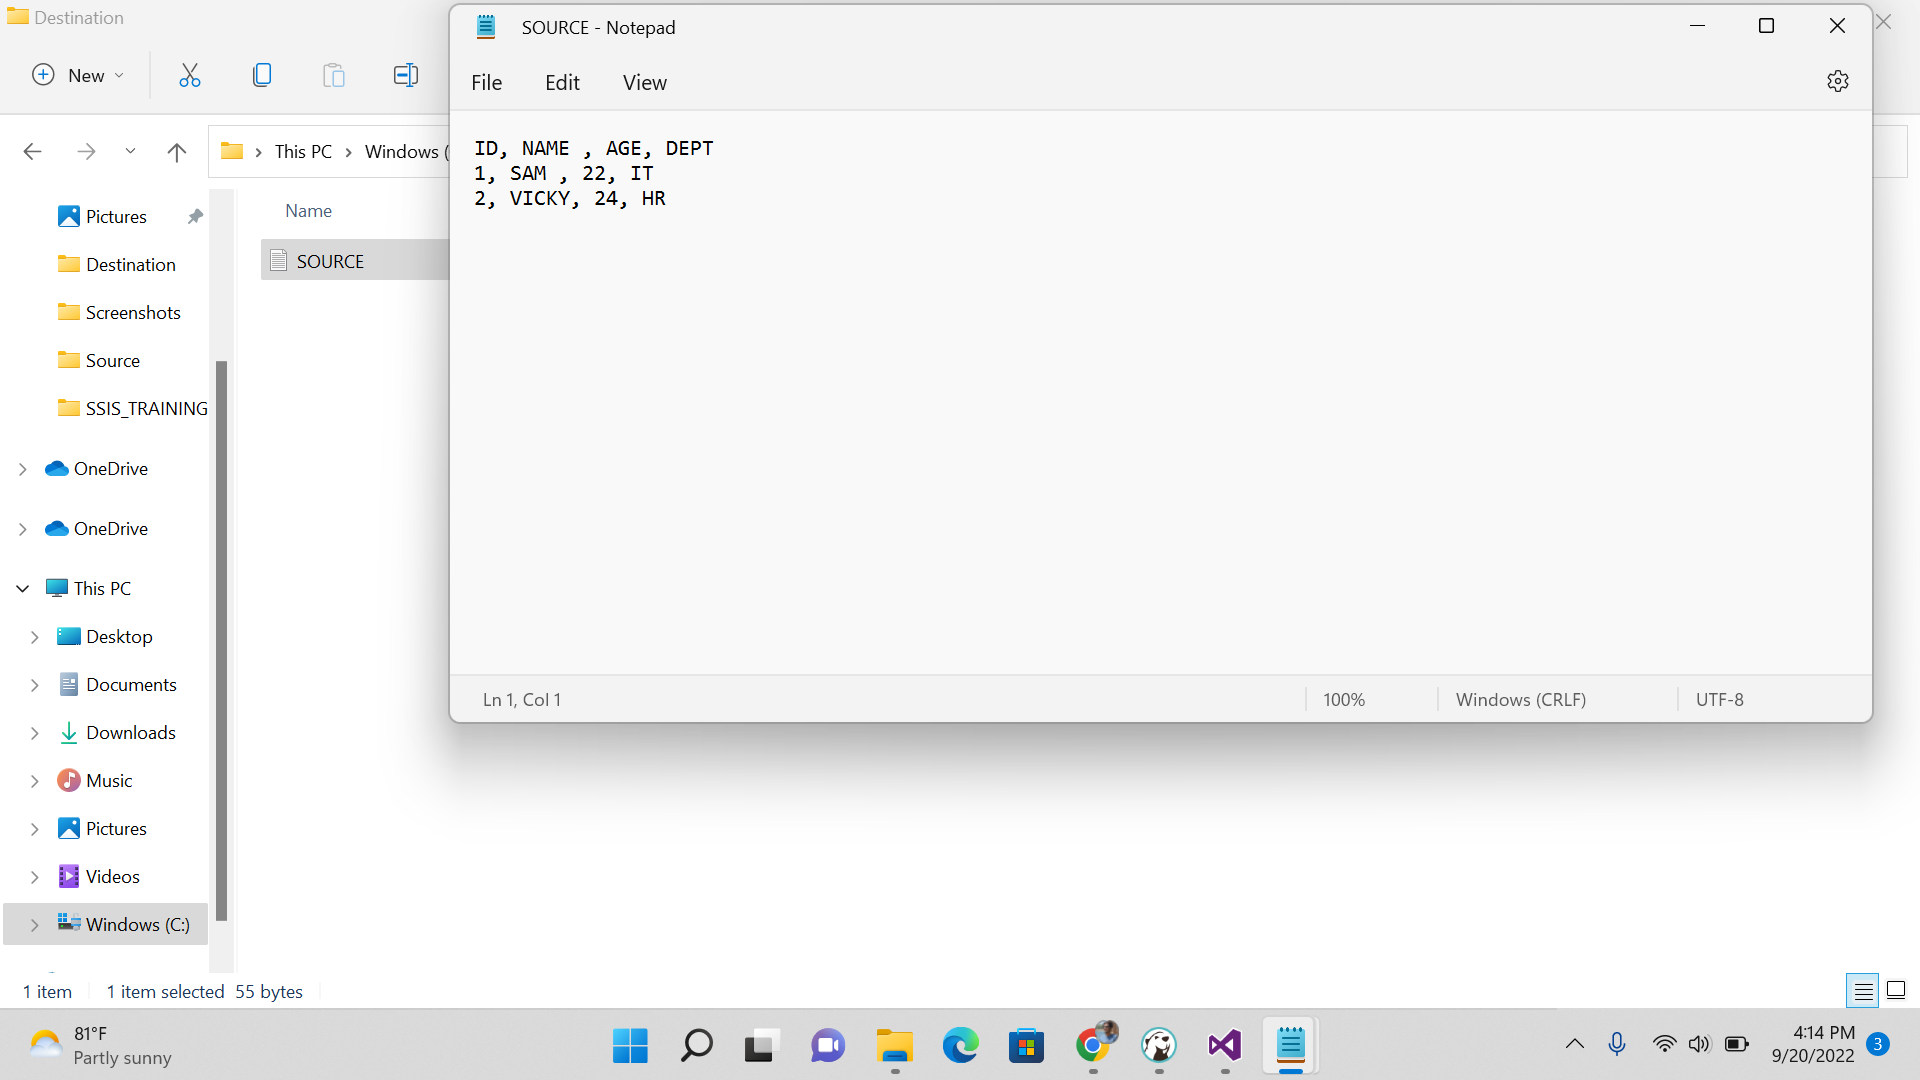 Destination
New
This PC
Windows (
Pictures
Destination
Screenshots
Source
SSIS_TRAINING
OneDrive
OneDrive
This PC
Desktop
Documents
Downloads
Music
Pictures
Videos
Windows (C:)
Name
SOURCE
1 item
1 item selected 55 bytes
SOURCE - Notepad
File Edit View
ID, NAME , AGE, DEPT
1, SAM , 22, IT
2, VICKY, 24, HR
Ln 1, Col 1
100%
Windows (CRLF)
UTF-8
81°F
Partly sunny
4:14 PM
9/20/2022
3